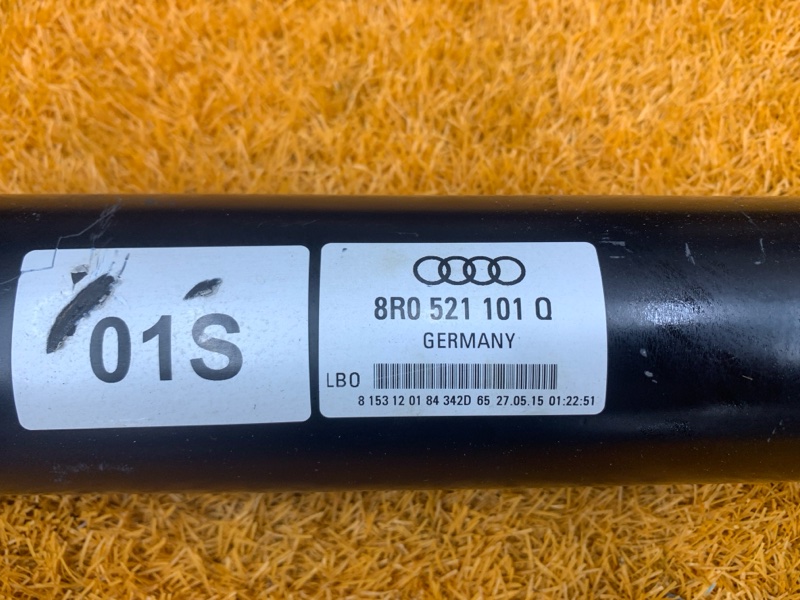 01S
8R0 521 101 Q
GERMANY
LBO
8 153 12 01 84 342D 65 27.05.15 01:22:51